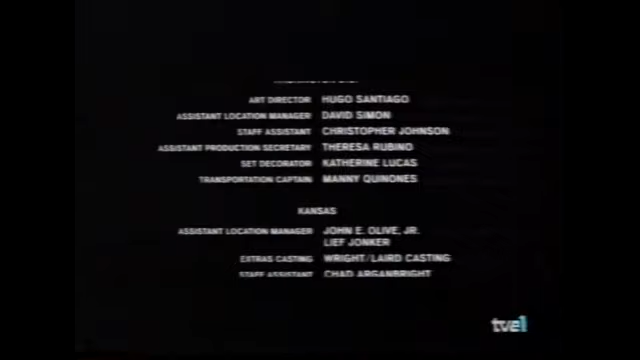 ART DIRECTOR HUGO SANTIAGO
ASSISTANT LOCATION MANAGER DAVID SIMON
STAFF ASSISTANT CHRISTOPHER JOHNSON
ASSISTANT PRODUCTION SECRETARY THERESA RUBINO
SET DECORATOR KATHERINE LUCAS
TRANSPORTATION CAPTAIN MANNY QUINONES
KANSAS
ASSISTANT LOCATION MANAGER JOHN E. OLIVE, JR.
LIEF JONKER
EXTRAS CASTING WRIGHT/LAIRD CASTING
STAFF ASSISTANT CHAD ARGANBRIGHT
tve1